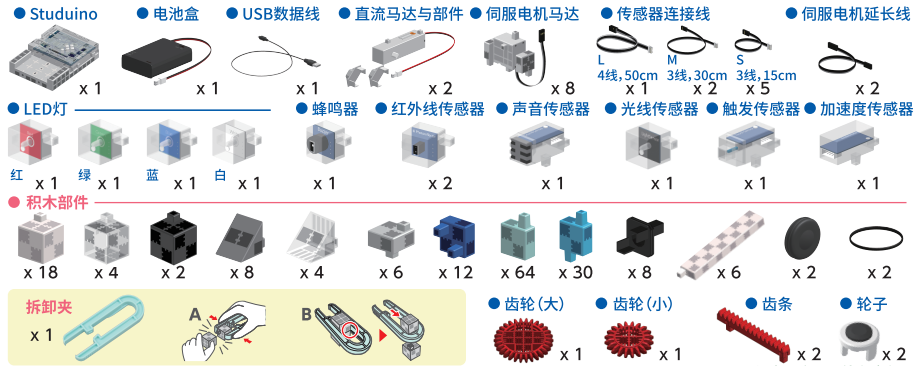 Studuino
电池盒
USB数据线
直流马达与部件
伺服电机马达
传感器连接线
伺服电机延长线
L
4线,50cm
M
3线,30cm
S
3线,15cm
x 1
x 1
x 1
x 2
x 8
x 1
x 2
x 5
x 2
LED灯
蜂鸣器
红外线传感器
声音传感器
光线传感器
触发传感器
加速度传感器
红
x 1
绿
x 1
蓝
x 1
白
x 1
x 1
x 2
x 1
x 1
x 1
x 1
积木部件
x 18
x 4
x 2
x 8
x 4
x 6
x 12
x 64
x 30
x 8
x 6
x 2
x 2
拆卸夹
x 1
A
B
齿轮(大)
齿轮(小)
齿条
轮子
x 1
x 1
x 2
x 2